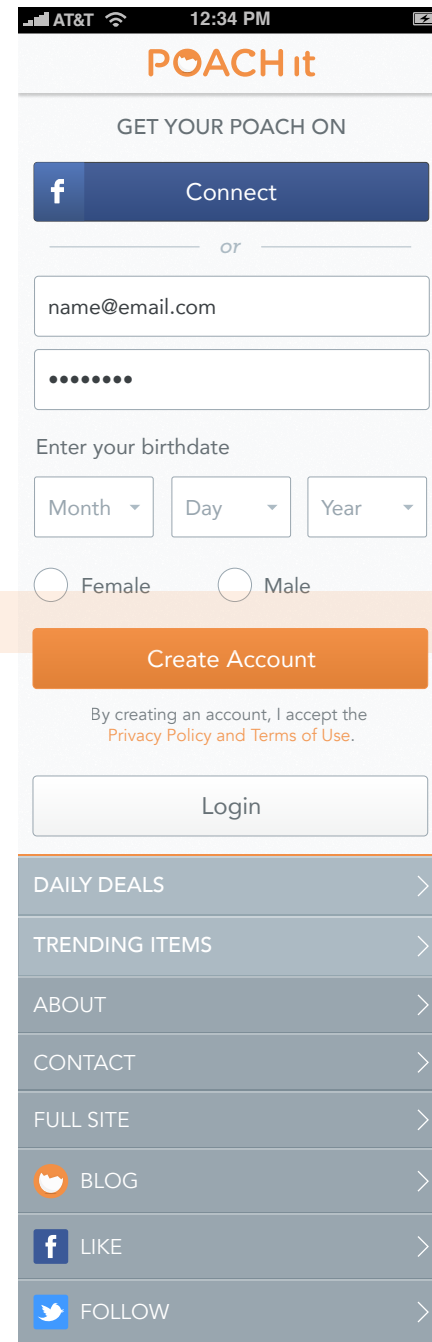 AT&T 12:34 PM
POACH it
GET YOUR POACH ON
f Connect
or
name@email.com
••••••••
Enter your birthdate
Month Day Year
Female Male
Create Account
By creating an account, I accept the
Privacy Policy and Terms of Use.
Login
DAILY DEALS
TRENDING ITEMS
ABOUT
CONTACT
FULL SITE
BLOG
f LIKE
FOLLOW